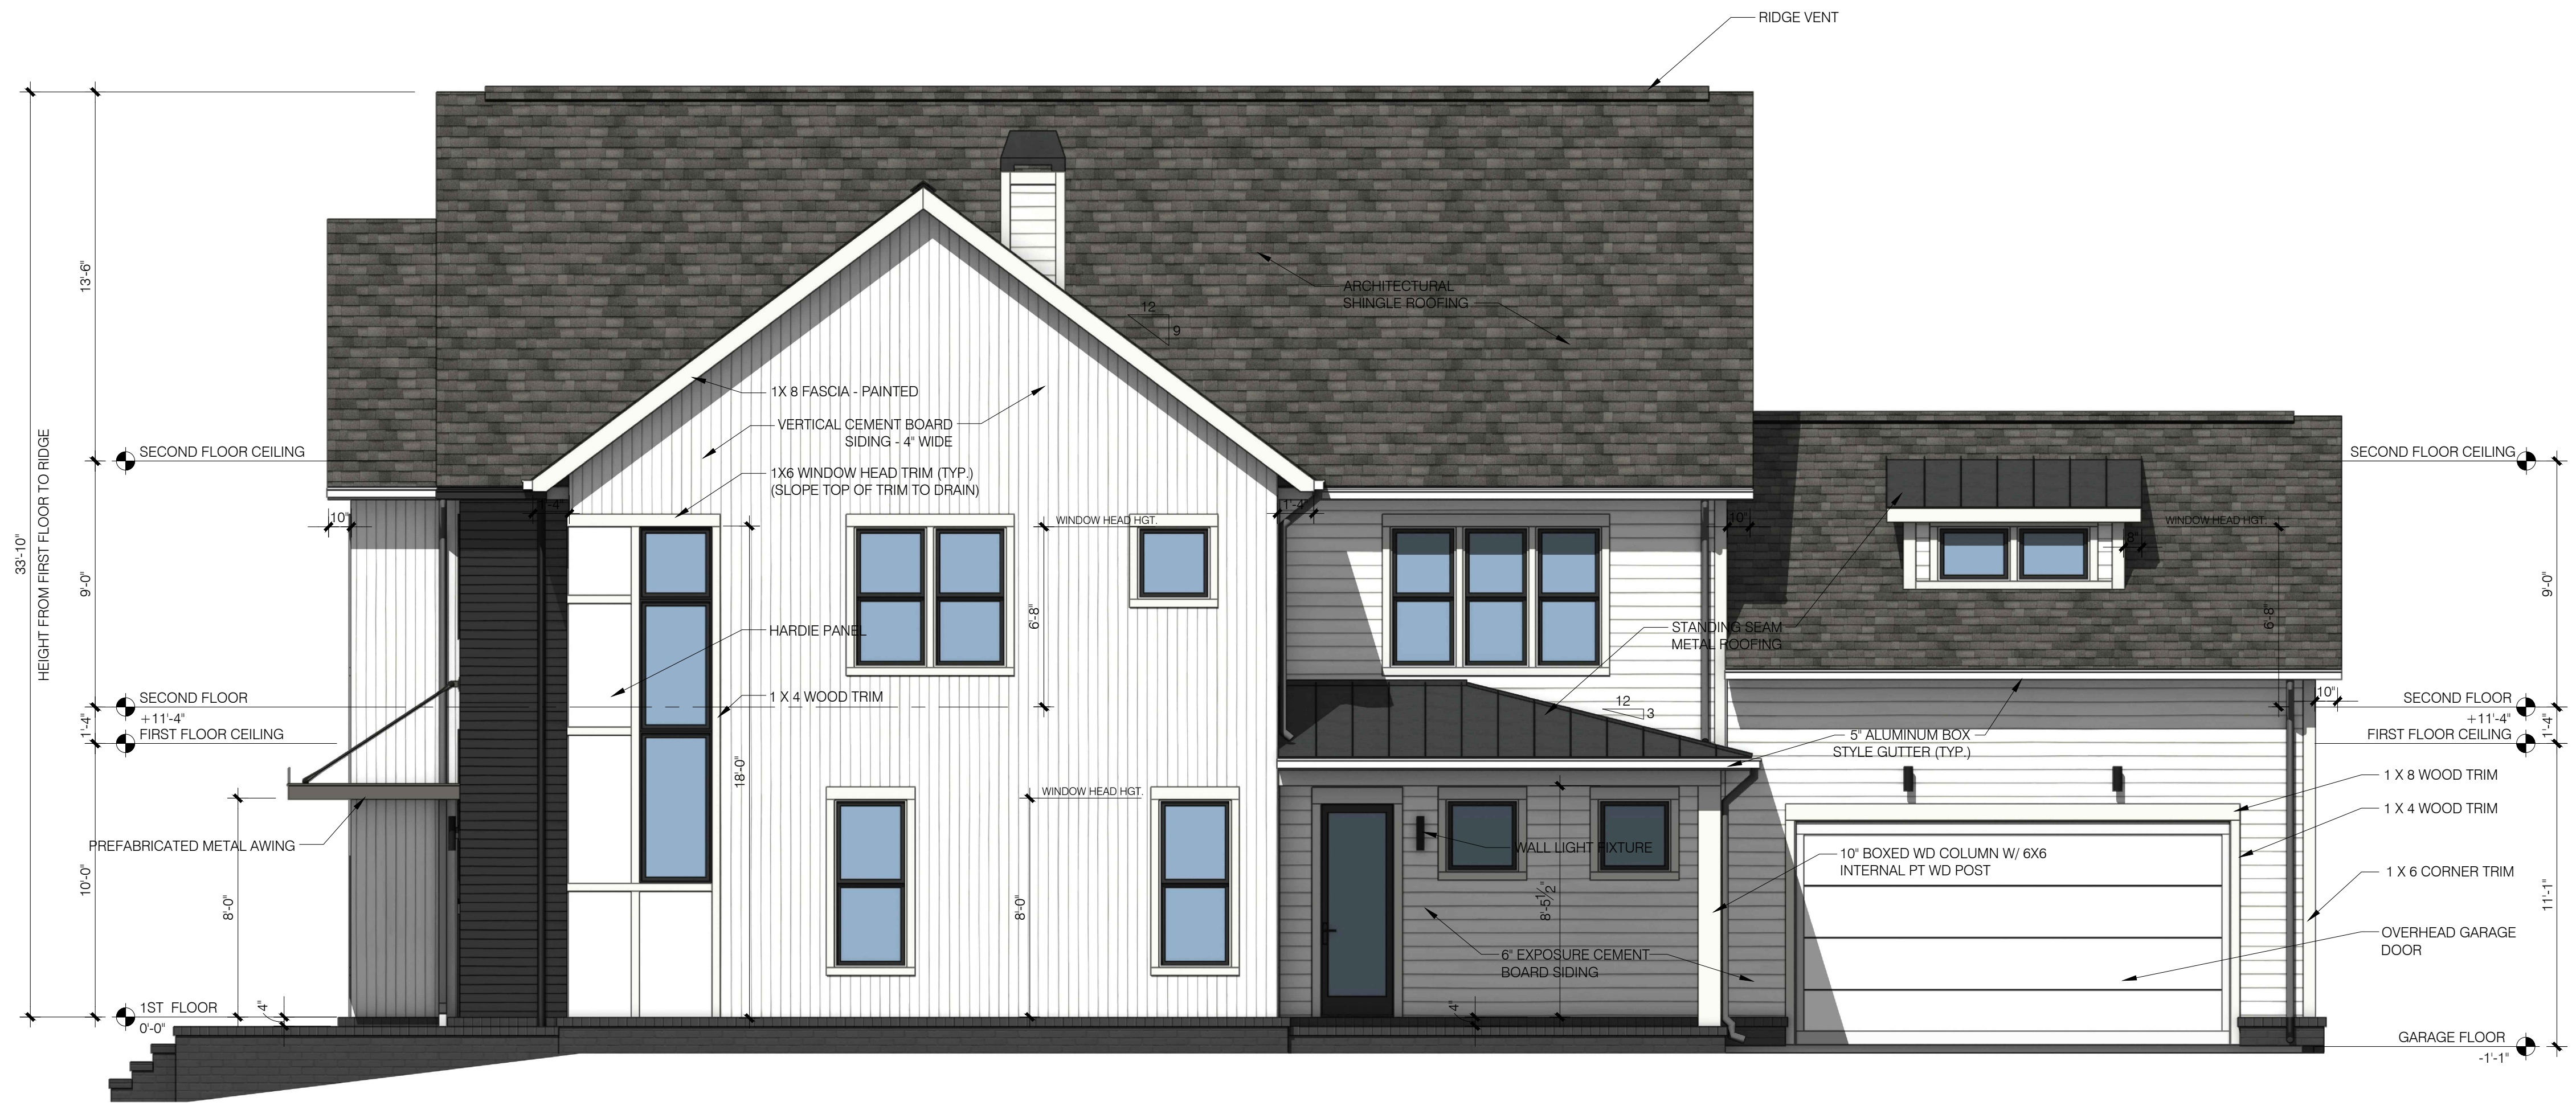 RIDGE VENT
33'-10"
HEIGHT FROM FIRST FLOOR TO RIDGE
13'-6"
9'-0"
1'-4"
10'-0"
SECOND FLOOR CEILING
SECOND FLOOR
+11'-4"
FIRST FLOOR CEILING
PREFABRICATED METAL AWING
8'-0"
1ST FLOOR
0'-0"
4"
10"
-4"
ARCHITECTURAL
SHINGLE ROOFING
12
9
1X 8 FASCIA - PAINTED
VERTICAL CEMENT BOARD
SIDING - 4" WIDE
1X6 WINDOW HEAD TRIM (TYP.)
(SLOPE TOP OF TRIM TO DRAIN)
HARDIE PANEL
1 X 4 WOOD TRIM
18'-0"
WINDOW HEAD HGT.
6'-8"
WINDOW HEAD HGT.
8'-0"
1'-4"
10"
STANDING SEAM
METAL ROOFING
12
3
5" ALUMINUM BOX
STYLE GUTTER (TYP.)
WALL LIGHT FIXTURE
8'-5½"
10" BOXED WD COLUMN W/ 6X6
INTERNAL PT WD POST
6" EXPOSURE CEMENT
BOARD SIDING
4"
WINDOW HEAD HGT.
8"
6'-8"
10"
SECOND FLOOR CEILING
9'-0"
SECOND FLOOR
+11'-4"
1'-4"
FIRST FLOOR CEILING
1 X 8 WOOD TRIM
1 X 4 WOOD TRIM
1 X 6 CORNER TRIM
11'-1"
OVERHEAD GARAGE
DOOR
GARAGE FLOOR
-1'-1"